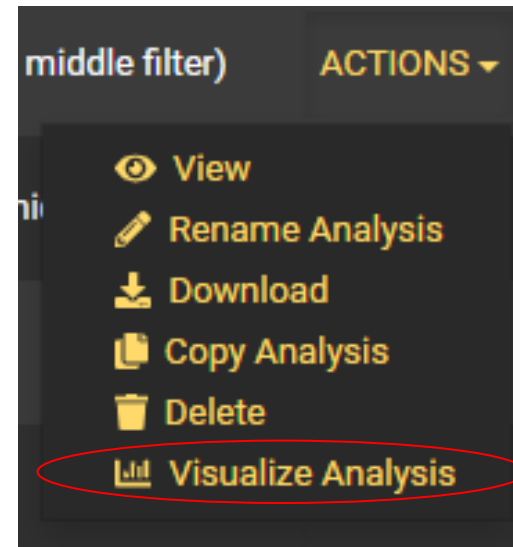 middle filter) ACTIONS
View
Rename Analysis
Download
Copy Analysis
Delete
Visualize Analysis